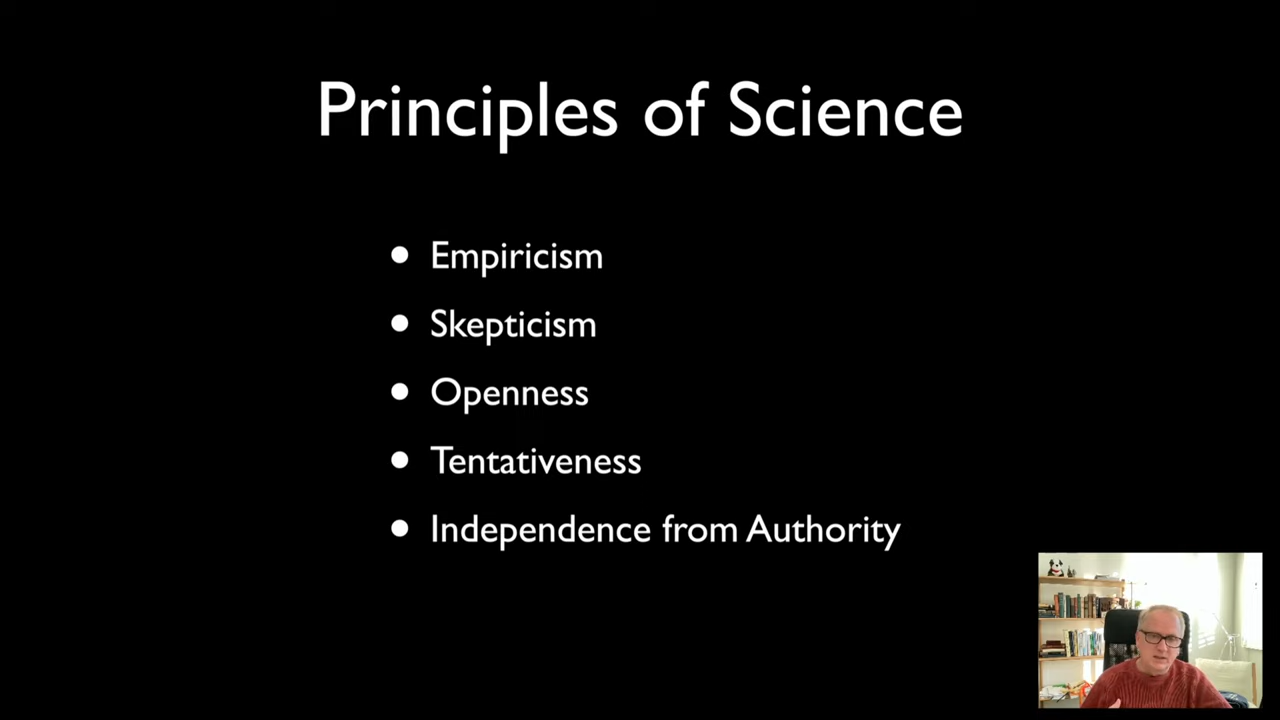 Principles of Science
• Empiricism
• Skepticism
• Openness
• Tentativeness
• Independence from Authority